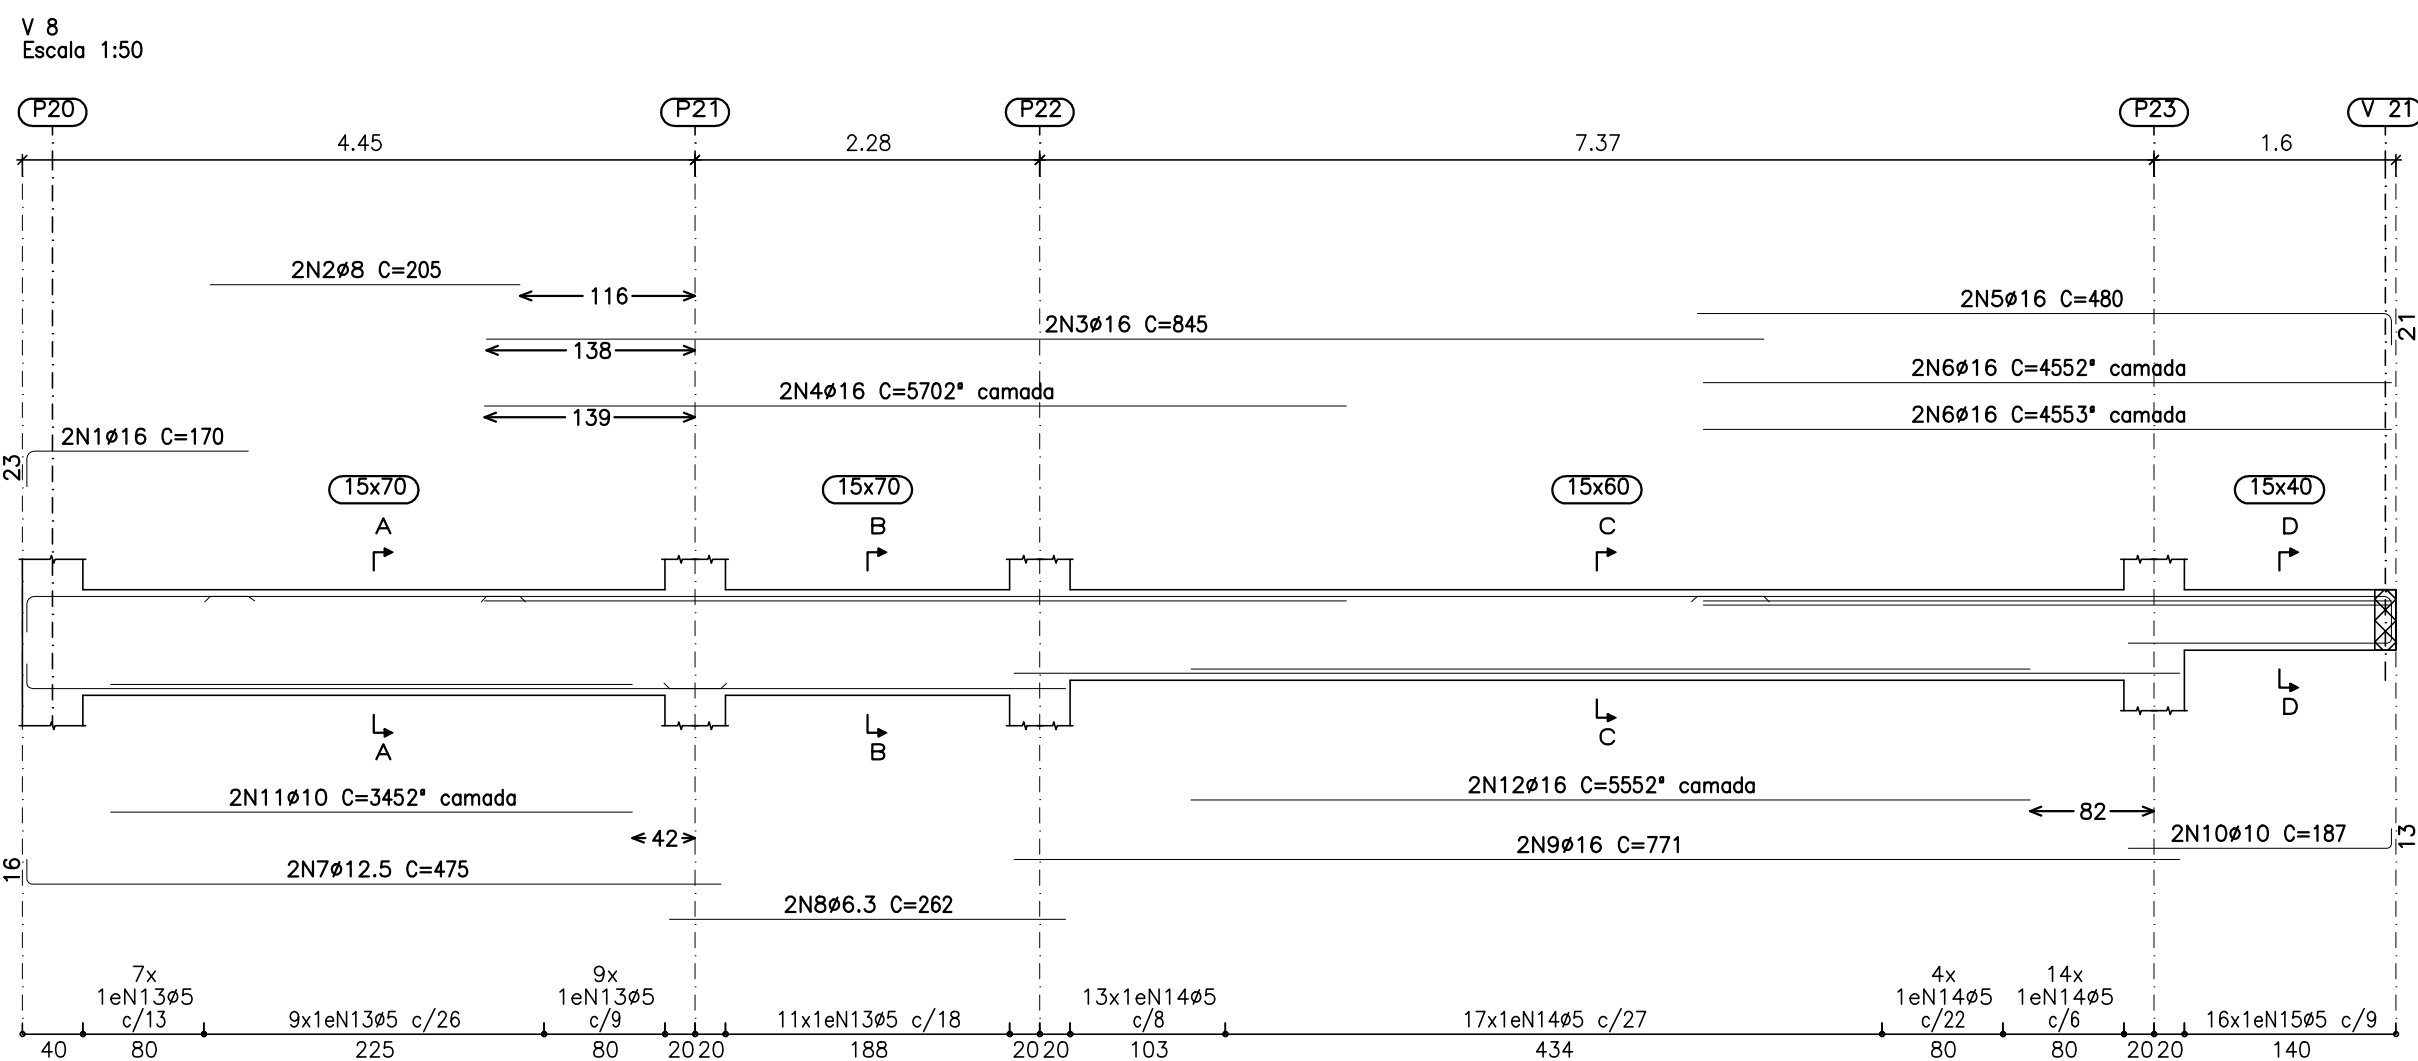 V 8
Escala 1:50
P20
P21
P22
P23
V 21
4.45
2.28
7.37
1.6
2N2ø8 C=205
116
2N5ø16 C=480
21
2N3ø16 C=845
138
2N6ø16 C=4552ª camada
2N4ø16 C=5702ª camada
139
2N6ø16 C=4553ª camada
2N1ø16 C=170
23
15x70
15x70
15x60
15x40
A
B
C
D
A
B
C
D
2N11ø10 C=3452ª camada
42
2N12ø16 C=5552ª camada
82
2N10ø10 C=187
13
2N9ø16 C=771
16
2N7ø12.5 C=475
2N8ø6.3 C=262
7x
1eN13ø5
c/13
9x1eN13ø5 c/26
9x
1eN13ø5
c/9
11x1eN13ø5 c/18
13x1eN14ø5
c/8
17x1eN14ø5 c/27
4x
1eN14ø5
c/22
14x
1eN14ø5
c/6
16x1eN15ø5 c/9
40
80
225
80
20
20
188
20
20
103
434
80
80
20
20
140